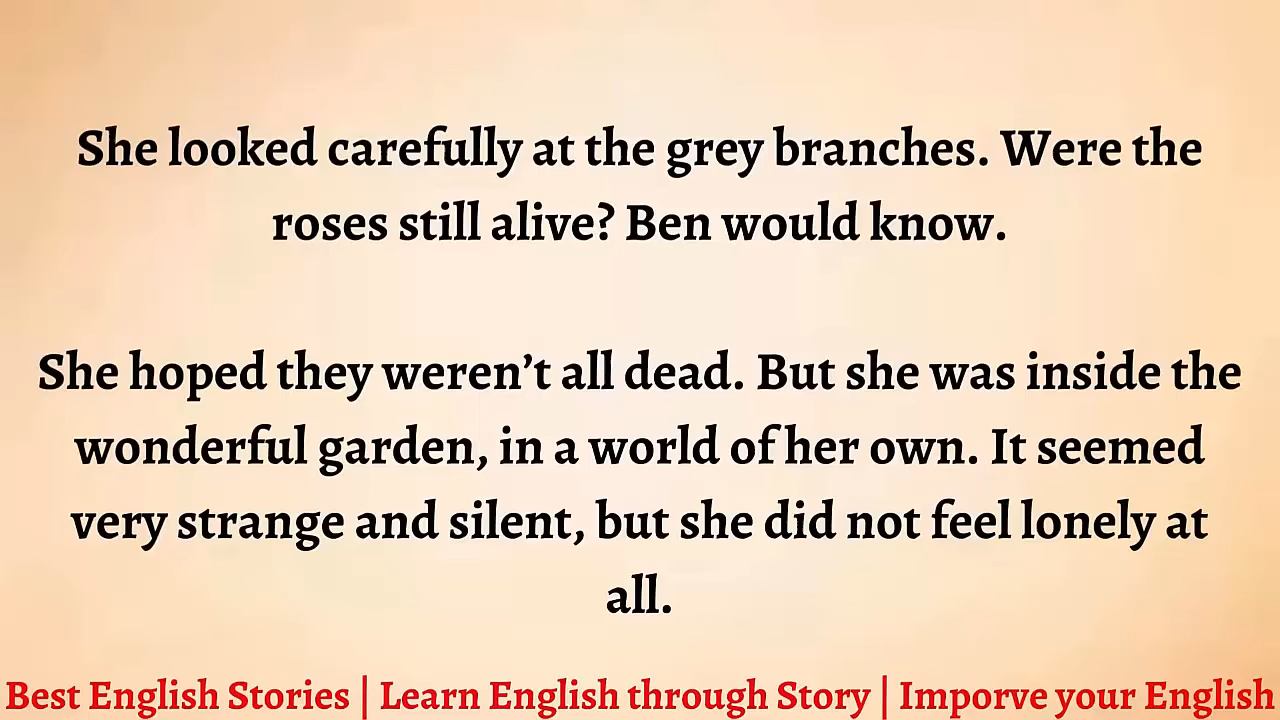 She looked carefully at the grey branches. Were the
roses still alive? Ben would know.
She hoped they weren’t all dead. But she was inside the
wonderful garden, in a world of her own. It seemed
very strange and silent, but she did not feel lonely at
all.
Best English Stories | Learn English through Story | Imporve your English